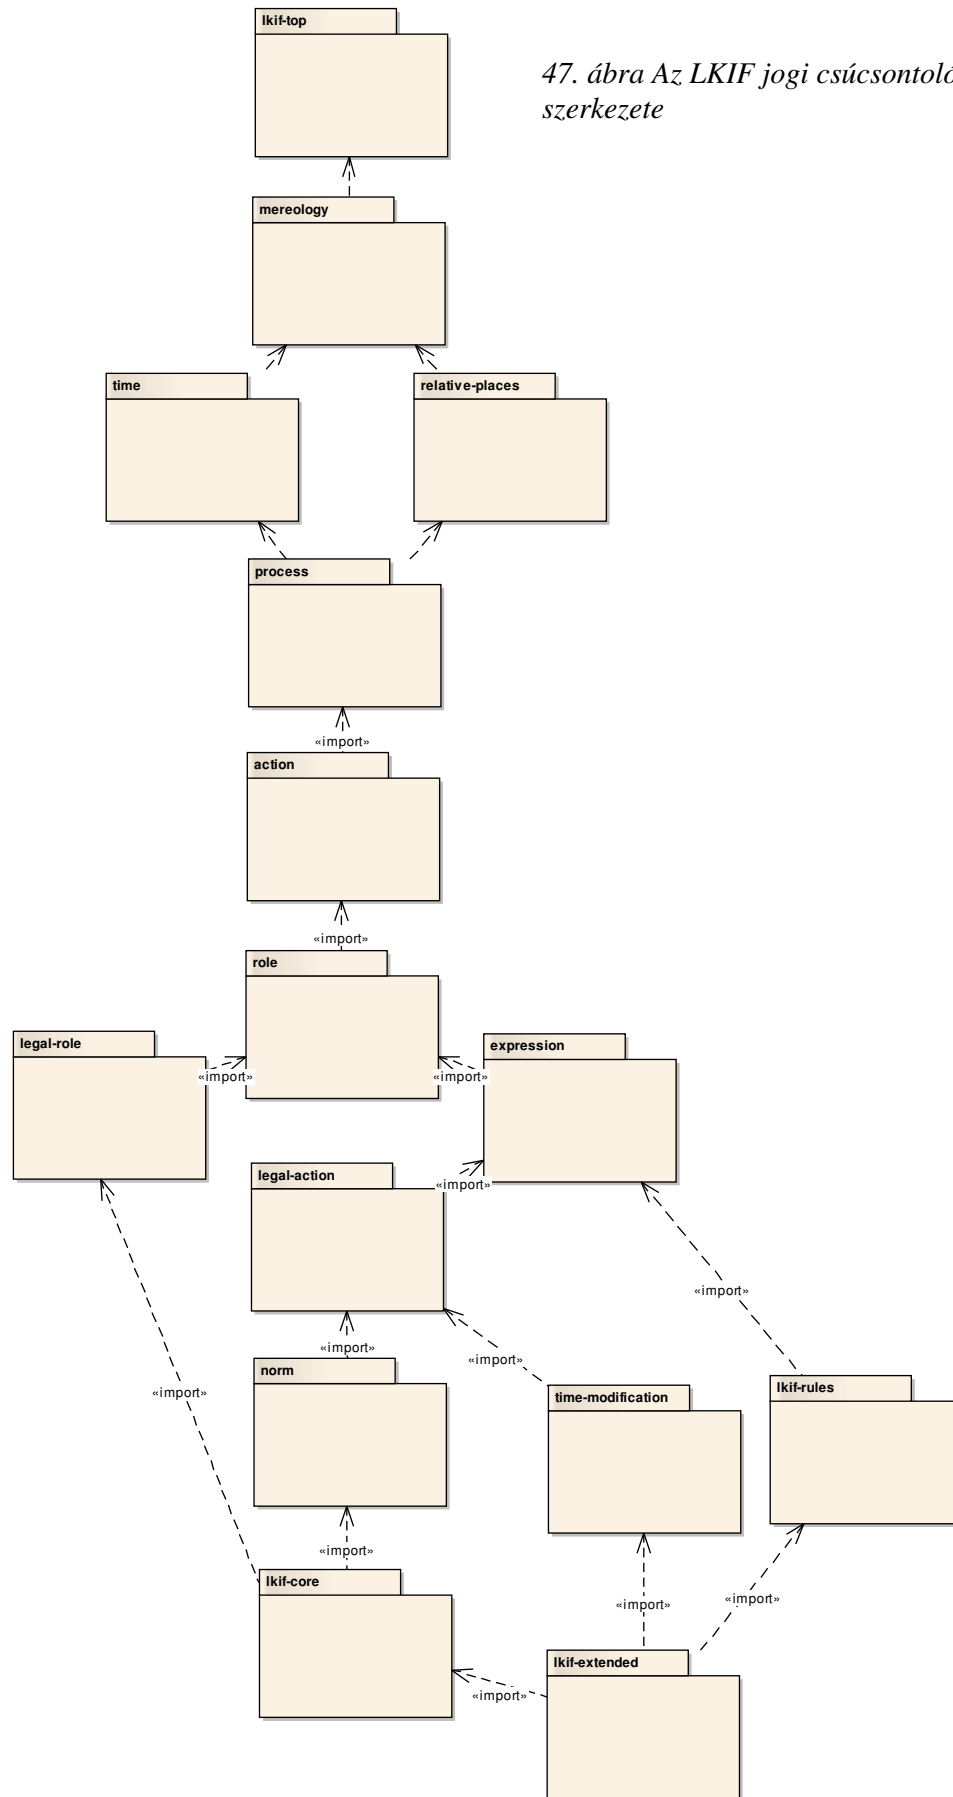 lkif-top
47. ábra Az LKIF jogi csúcsontoló
szerkezete
mereology
time
relative-places
process
«import»
action
«import»
role
legal-role
expression
«import»
«import»
legal-action
«import»
«import»
«import»
«import»
norm
lkif-rules
time-modification
«import»
«import»
lkif-core
«import»
«import»
lkif-extended
«import»